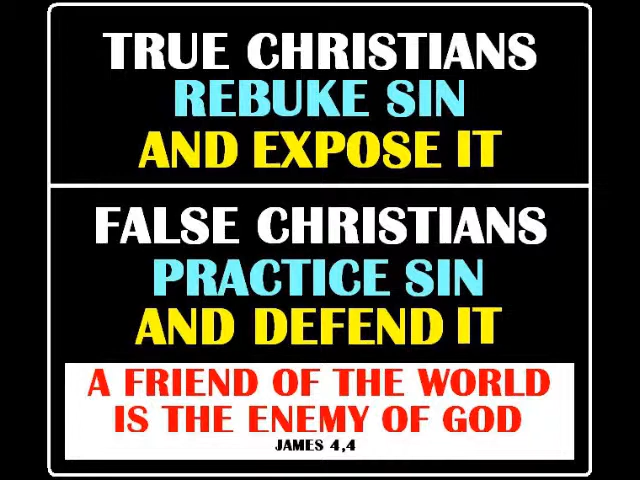 TRUE CHRISTIANS
REBUKE SIN
AND EXPOSE IT
FALSE CHRISTIANS
PRACTICE SIN
AND DEFEND IT
A FRIEND OF THE WORLD
IS THE ENEMY OF GOD
JAMES 4,4